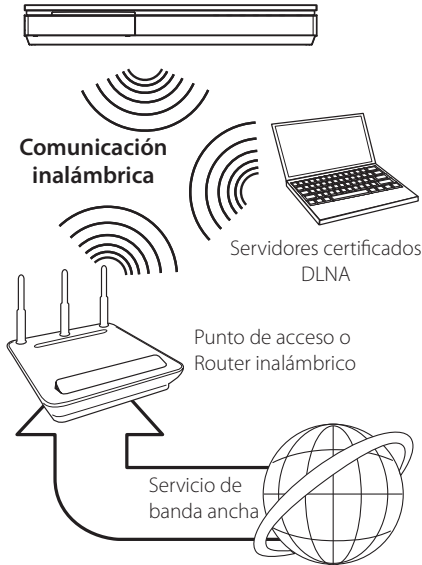 Comunicación
inalámbrica
Servidores certificados
DLNA
Punto de acceso o
Router inalámbrico
Servicio de
banda ancha